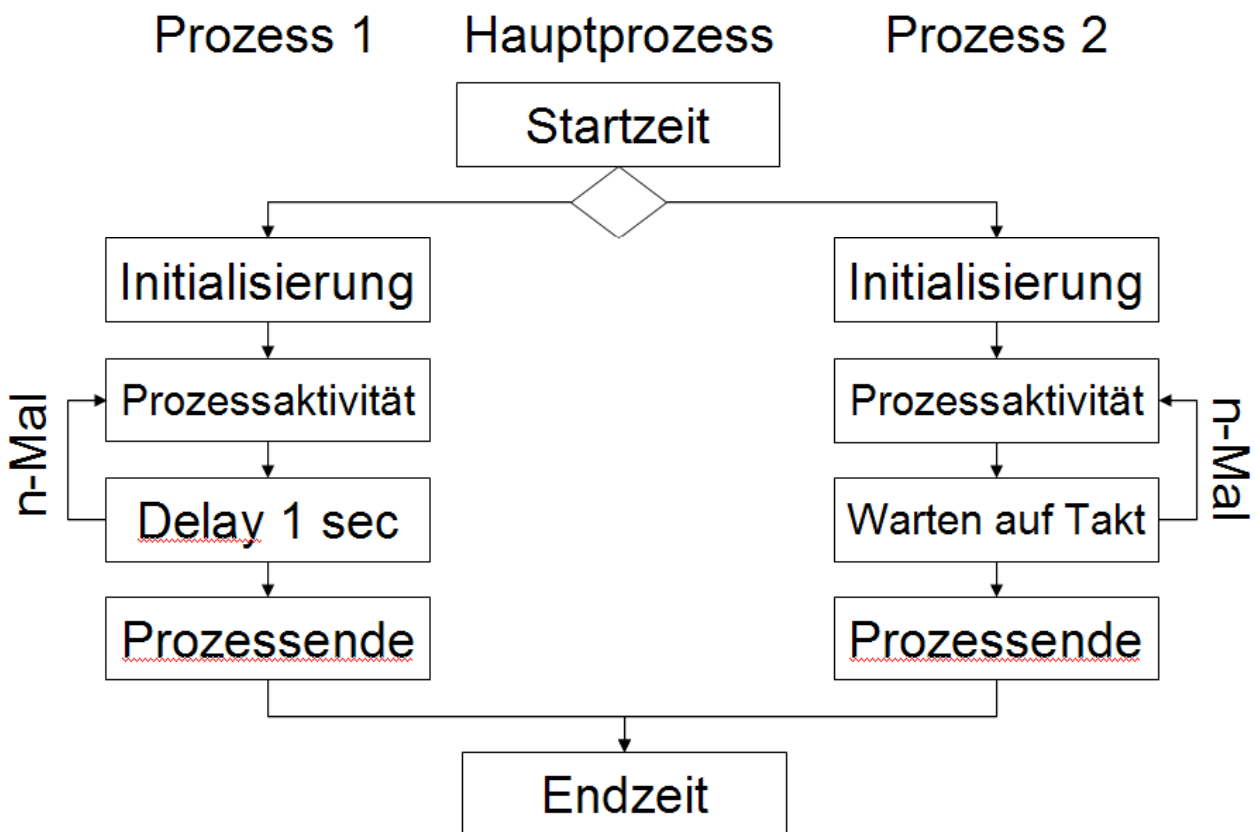 Prozess 1
Hauptprozess
Prozess 2
Startzeit
Initialisierung
Initialisierung
Prozessaktivität
Prozessaktivität
n-Mal
n-Mal
Delay 1 sec
Warten auf Takt
Prozessende
Prozessende
Endzeit